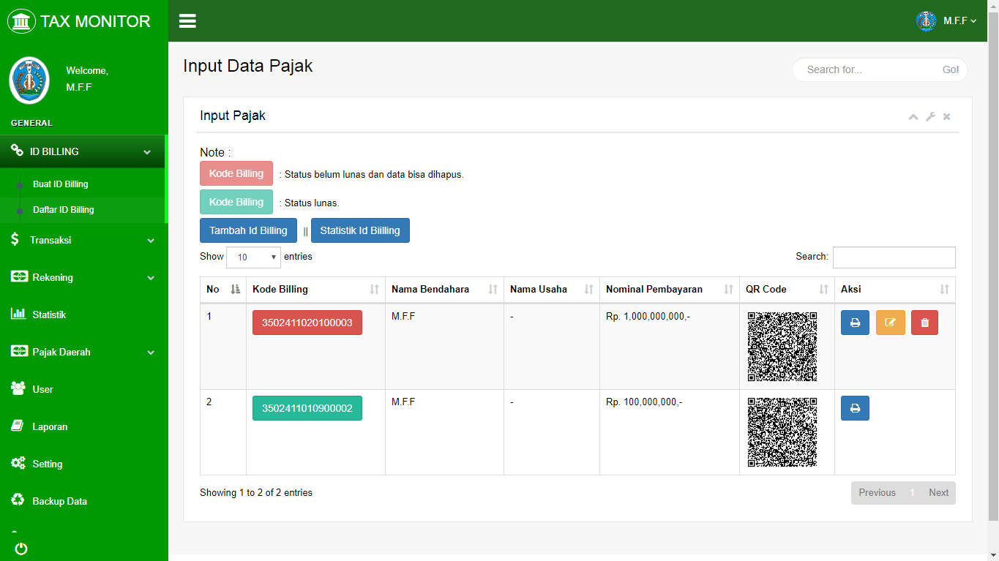 TAX MONITOR
M.F.F
Welcome,
M.F.F
GENERAL
ID BILLING
Buat ID Billing
Daftar ID Billing
Transaksi
Rekening
Statistik
Pajak Daerah
User
Laporan
Setting
Backup Data
Input Data Pajak
Search for...
Go!
Input Pajak
Note :
Kode Billing : Status belum lunas dan data bisa dihapus.
Kode Billing : Status lunas.
Tambah Id Billing || Statistik Id Biilling
Show 10 entries
Search:
No Kode Billing Nama Bendahara Nama Usaha Nominal Pembayaran QR Code Aksi
1 3502411020100003 M.F.F - Rp. 1,000,000,000,-
2 3502411010900002 M.F.F - Rp. 100,000,000,-
Showing 1 to 2 of 2 entries
Previous 1 Next